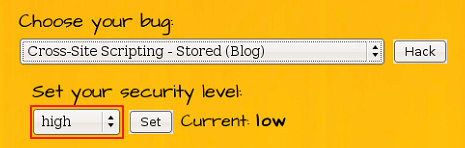 Choose your bug:
Cross-Site Scripting - Stored (Blog) Hack
Set your security level:
high Set Current: low